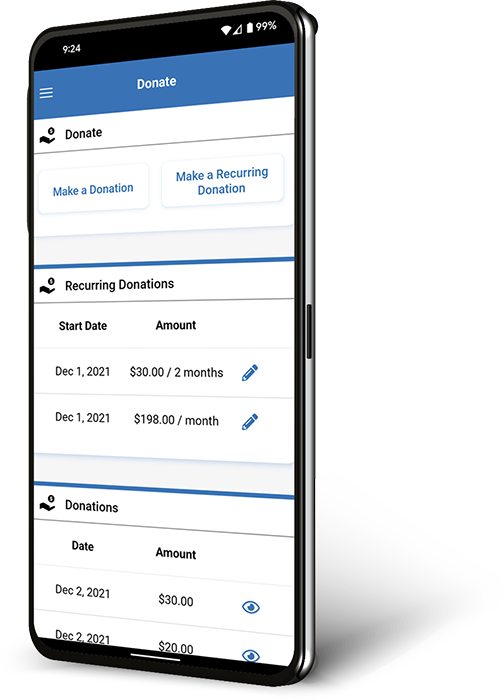 9:24 99%
Donate
Donate
Make a Donation
Make a Recurring
Donation
Recurring Donations
Start Date Amount
Dec 1, 2021 $30.00 / 2 months
Dec 1, 2021 $198.00 / month
Donations
Date Amount
Dec 2, 2021 $30.00
Dec 2, 2021 $20.00